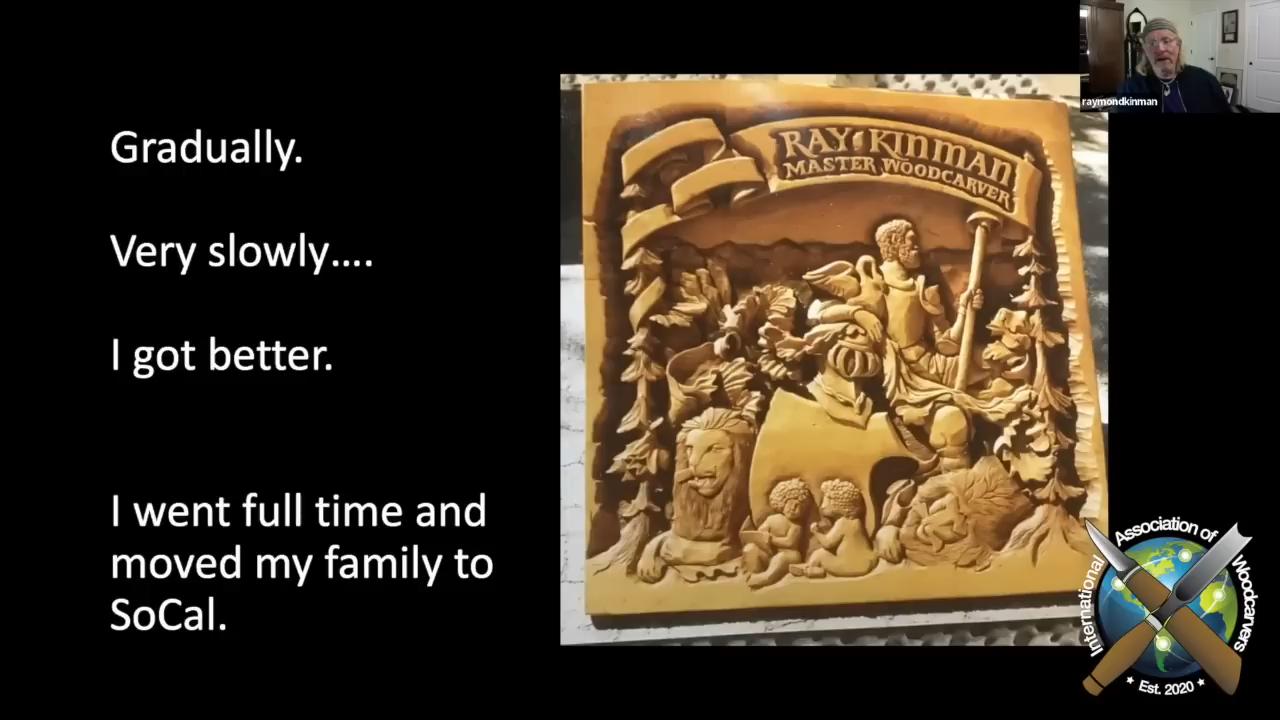 Gradually.
Very slowly....
I got better.
I went full time and
moved my family to
SoCal.
RAY KINMAN
MASTER WOODCARVER
raymondkinman
International Association of Woodcarvers
Est. 2020